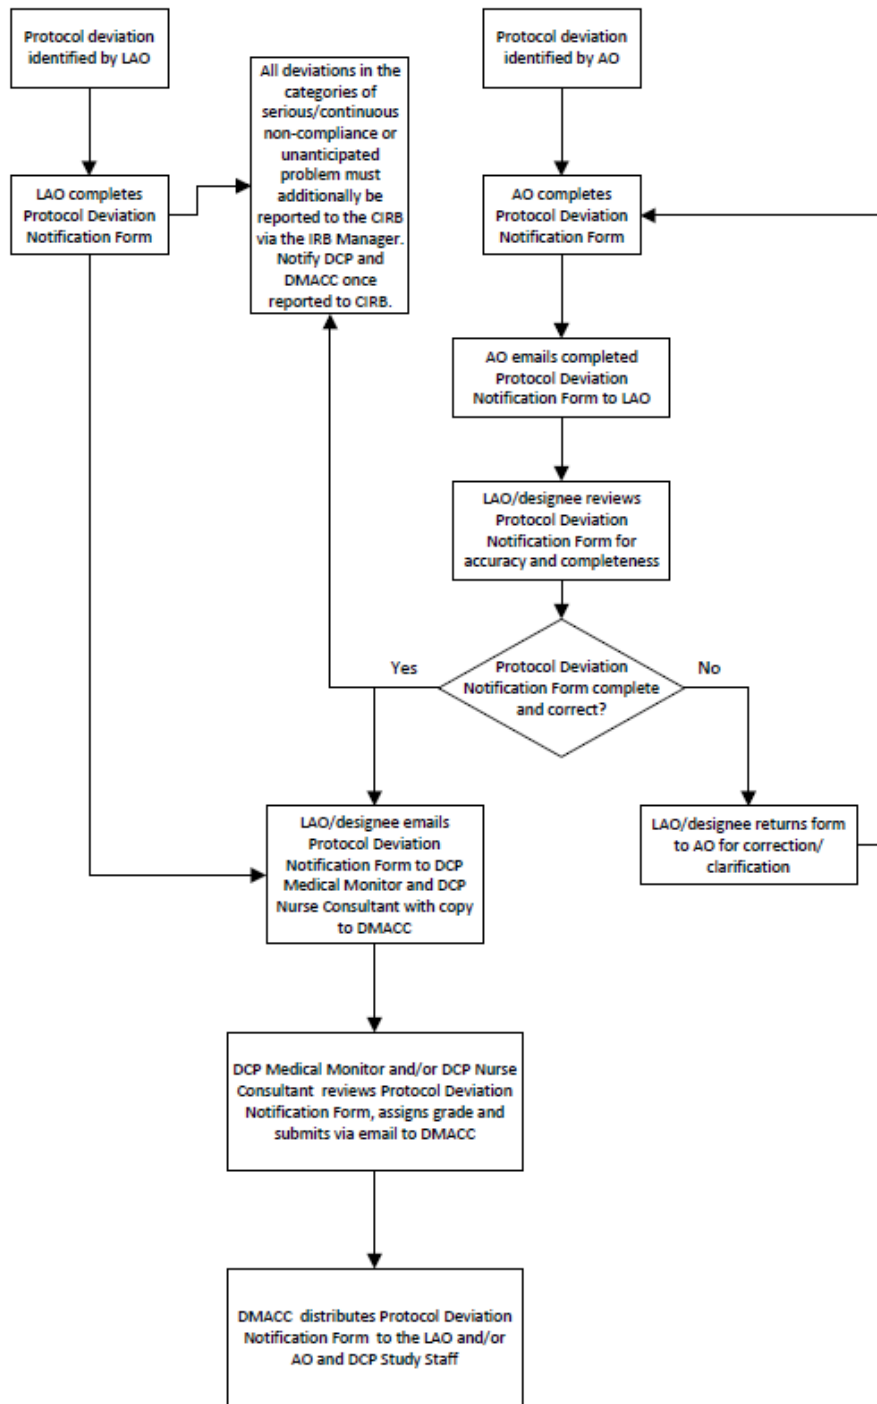 Protocol deviation
identified by LAO
Protocol deviation
identified by AO
All deviations in the
categories of
serious/continuous
non-compliance or
unanticipated
problem must
additionally be
reported to the CIRB
via the IRB Manager.
Notify DCP and
DMACC once
reported to CIRB.
LAO completes
Protocol Deviation
Notification Form
AO completes
Protocol Deviation
Notification Form
AO emails completed
Protocol Deviation
Notification Form to LAO
LAO/designee reviews
Protocol Deviation
Notification Form for
accuracy and completeness
Yes
Protocol Deviation
Notification Form complete
and correct?
No
LAO/designee emails
Protocol Deviation
Notification Form to DCP
Medical Monitor and DCP
Nurse Consultant with copy
to DMACC
LAO/designee returns form
to AO for correction/
clarification
DCP Medical Monitor and/or DCP Nurse
Consultant reviews Protocol Deviation
Notification Form, assigns grade and
submits via email to DMACC
DMACC distributes Protocol Deviation
Notification Form to the LAO and/or
AO and DCP Study Staff